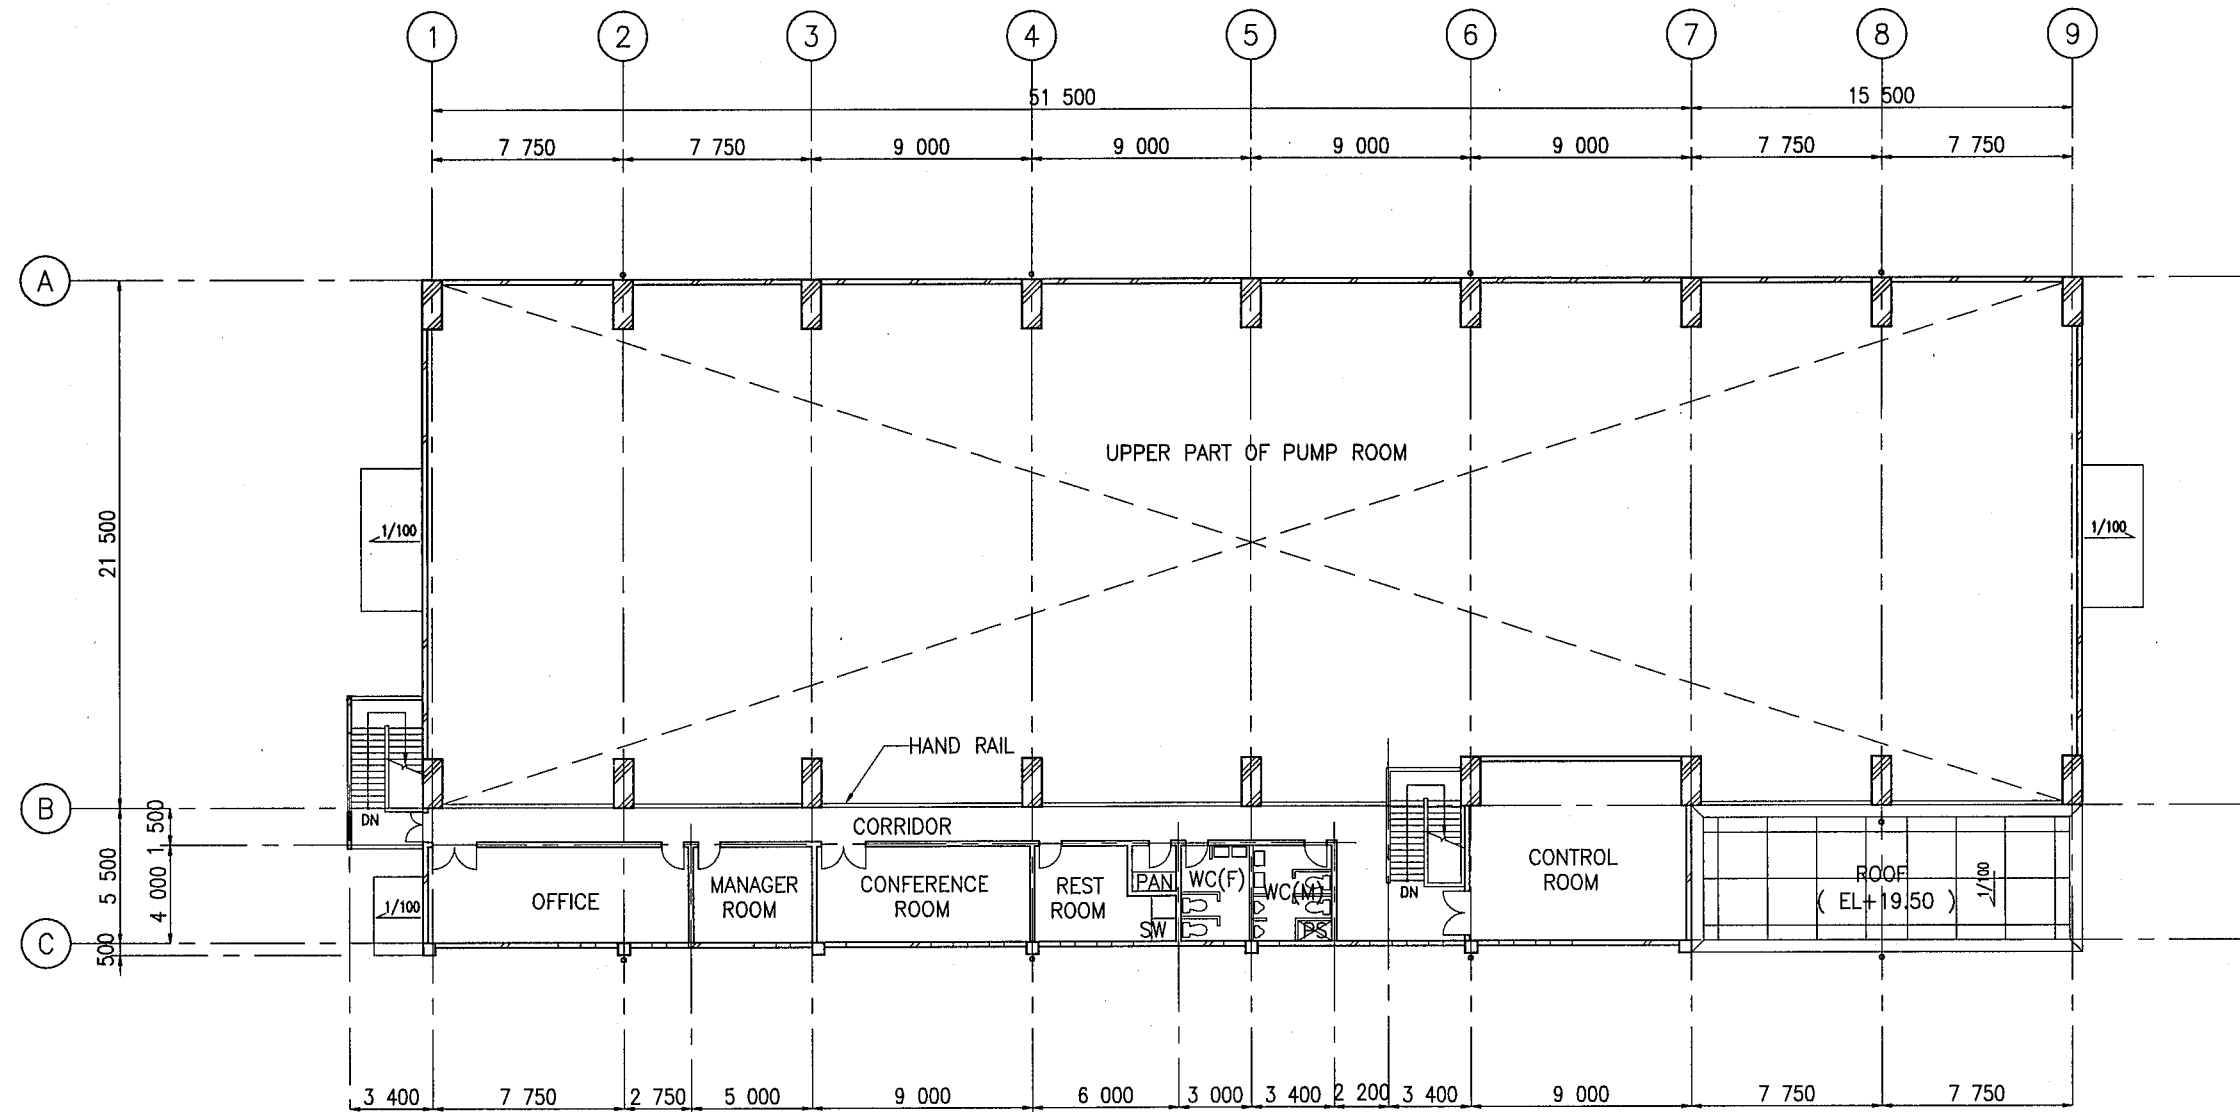 1 2 3 4 5 6 7 8 9
51 500 15 500
7 750 7 750 9 000 9 000 9 000 9 000 7 750 7 750
A
UPPER PART OF PUMP ROOM
21 500
1/100
1/100
HAND RAIL
B
DN
CORRIDOR
1 500
5 500
4 000
OFFICE
MANAGER
ROOM
CONFERENCE
ROOM
REST
ROOM
PAN
SW
WC(F)
WC(M)
PS
DN
CONTROL
ROOM
ROOF
( EL+19.50 )
1/100
1/100
C
500
3 400 7 750 2 750 5 000 9 000 6 000 3 000 3 400 2 200 3 400 9 000 7 750 7 750